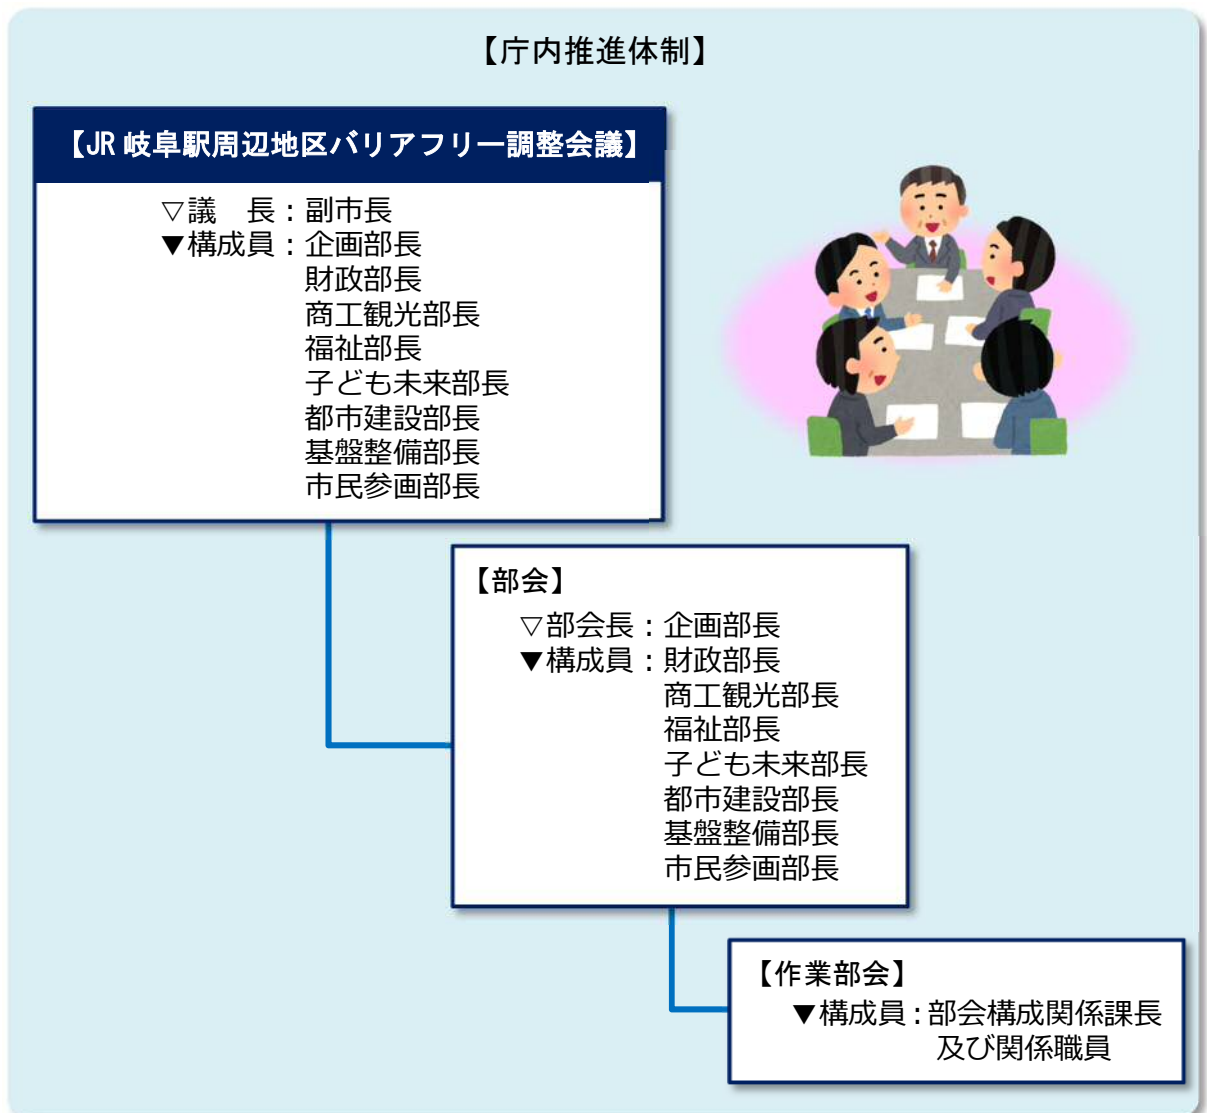 【庁内推進体制】
【JR岐阜駅周辺地区バリアフリー調整会議】
▽議　長：副市長
▼構成員：企画部長
財政部長
商工観光部長
福祉部長
子ども未来部長
都市建設部長
基盤整備部長
市民参画部長
【部会】
▽部会長：企画部長
▼構成員：財政部長
商工観光部長
福祉部長
子ども未来部長
都市建設部長
基盤整備部長
市民参画部長
【作業部会】
▼構成員：部会構成関係課長
及び関係職員